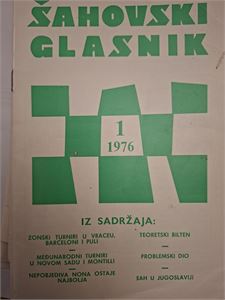 ŠAHOVSKI
GLASNIK
1
1976
IZ SADRŽAJA:
ZONSKI TURNIRI U VRACEU,
BARCELONI I PULI
MEĐUNARODNI TURNIRI
U NOVOM SADU I MONTILLI
NEPOBJEDIVA NONA OSTAJE
NAJBOLJA
TEORETSKI BILTEN
PROBLEMSKI DIO
ŠAH U JUGOSLAVIJI